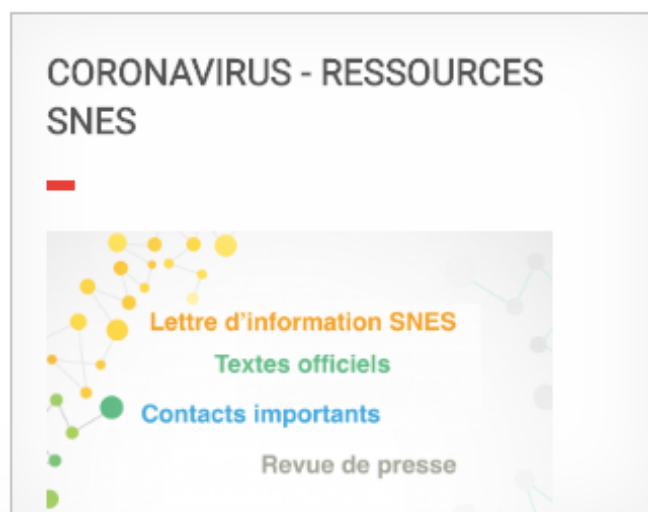 CORONAVIRUS - RESSOURCES
SNES
Lettre d'information SNES
Textes officiels
Contacts importants
Revue de presse